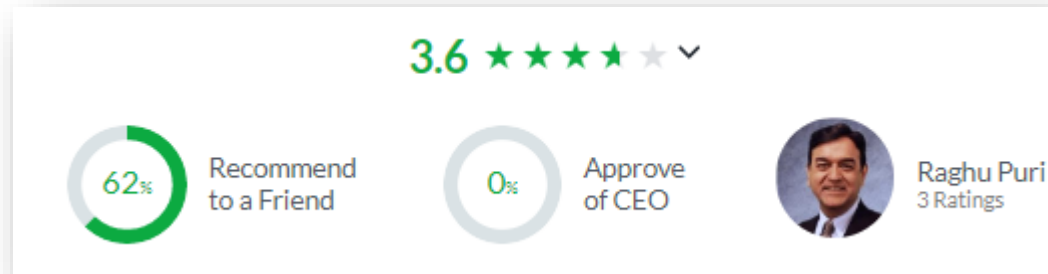 3.6
62%
Recommend
to a Friend
0%
Approve
of CEO
Raghu Puri
3 Ratings